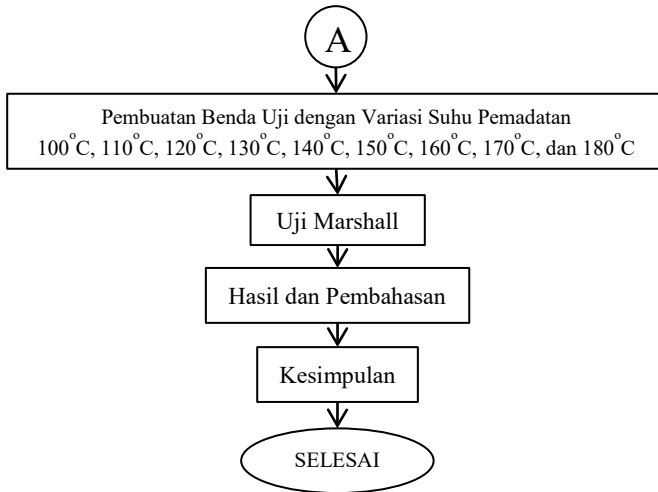 A
Pembuatan Benda Uji dengan Variasi Suhu Pemadatan
100°C, 110°C, 120°C, 130°C, 140°C, 150°C, 160°C, 170°C, dan 180°C
Uji Marshall
Hasil dan Pembahasan
Kesimpulan
SELESAI